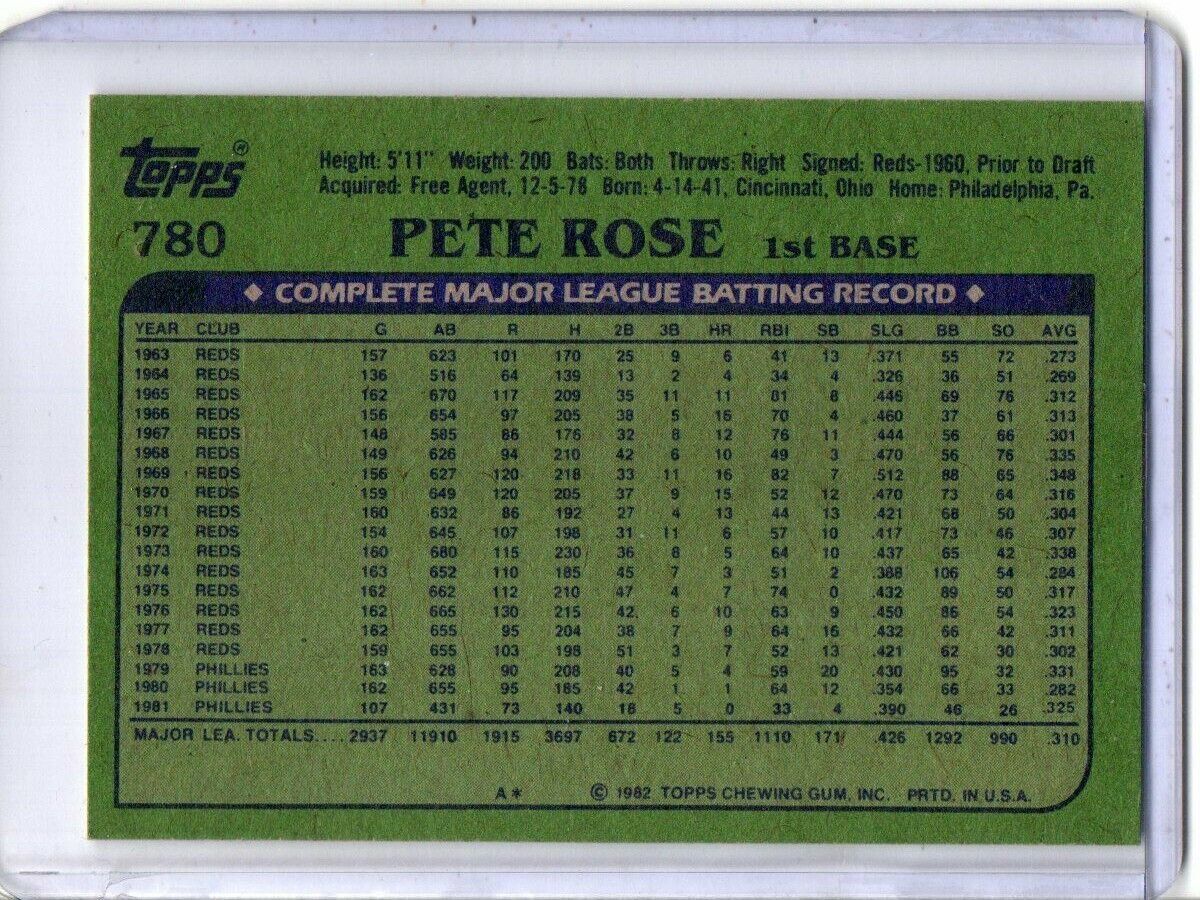 TOPPS®
Height: 5'11" Weight: 200 Bats: Both Throws: Right Signed: Reds-1960, Prior to Draft
Acquired: Free Agent, 12-5-78 Born: 4-14-41, Cincinnati, Ohio Home: Philadelphia, Pa.
780 PETE ROSE 1st BASE
◆ COMPLETE MAJOR LEAGUE BATTING RECORD ◆
YEAR CLUB G AB R H 2B 3B HR RBI SB SLG BB SO AVG
1963 REDS 157 623 101 170 25 9 6 41 13 .371 55 72 .273
1964 REDS 136 516 64 139 13 2 4 34 4 .326 36 51 .269
1965 REDS 162 670 117 209 35 11 11 81 8 .446 69 76 .312
1966 REDS 156 654 97 205 38 5 16 70 4 .460 37 61 .313
1967 REDS 148 585 86 176 32 8 12 76 11 .444 56 66 .301
1968 REDS 149 626 94 210 42 6 10 49 3 .470 56 76 .335
1969 REDS 156 627 120 218 33 11 16 82 7 .512 88 65 .348
1970 REDS 159 649 120 205 37 9 15 52 12 .470 73 64 .316
1971 REDS 160 632 86 192 27 4 13 44 13 .421 68 50 .304
1972 REDS 154 645 107 198 31 11 6 57 10 .417 73 46 .307
1973 REDS 160 680 115 230 36 8 5 64 10 .437 65 42 .338
1974 REDS 163 652 110 185 45 7 3 51 2 .388 106 54 .284
1975 REDS 162 662 112 210 47 4 7 74 0 .432 89 50 .317
1976 REDS 162 665 130 215 42 6 10 63 9 .450 86 54 .323
1977 REDS 162 655 95 204 38 7 9 64 16 .432 66 42 .311
1978 REDS 159 655 103 198 51 3 7 52 13 .421 62 30 .302
1979 PHILLIES 163 628 90 208 40 5 4 59 20 .430 95 32 .331
1980 PHILLIES 162 655 95 185 42 1 1 64 12 .354 66 33 .282
1981 PHILLIES 107 431 73 140 18 5 0 33 4 .390 46 26 .325
MAJOR LEA. TOTALS.... 2937 11910 1915 3697 672 122 155 1110 171 .426 1292 990 .310
A* © 1982 TOPPS CHEWING GUM, INC. PRTD. IN U.S.A.